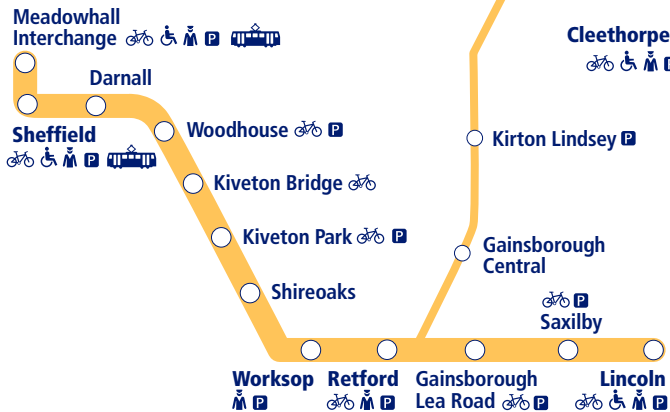 Meadowhall
Interchange P
Darnall
Sheffield
P
Woodhouse P
Kiveton Bridge
Kiveton Park P
Shireoaks
Worksop
P
Retford
P
Gainsborough
Lea Road P
P
Saxilby
Lincoln
P
Gainsborough
Central
Kirton Lindsey P
Cleethorpe
P